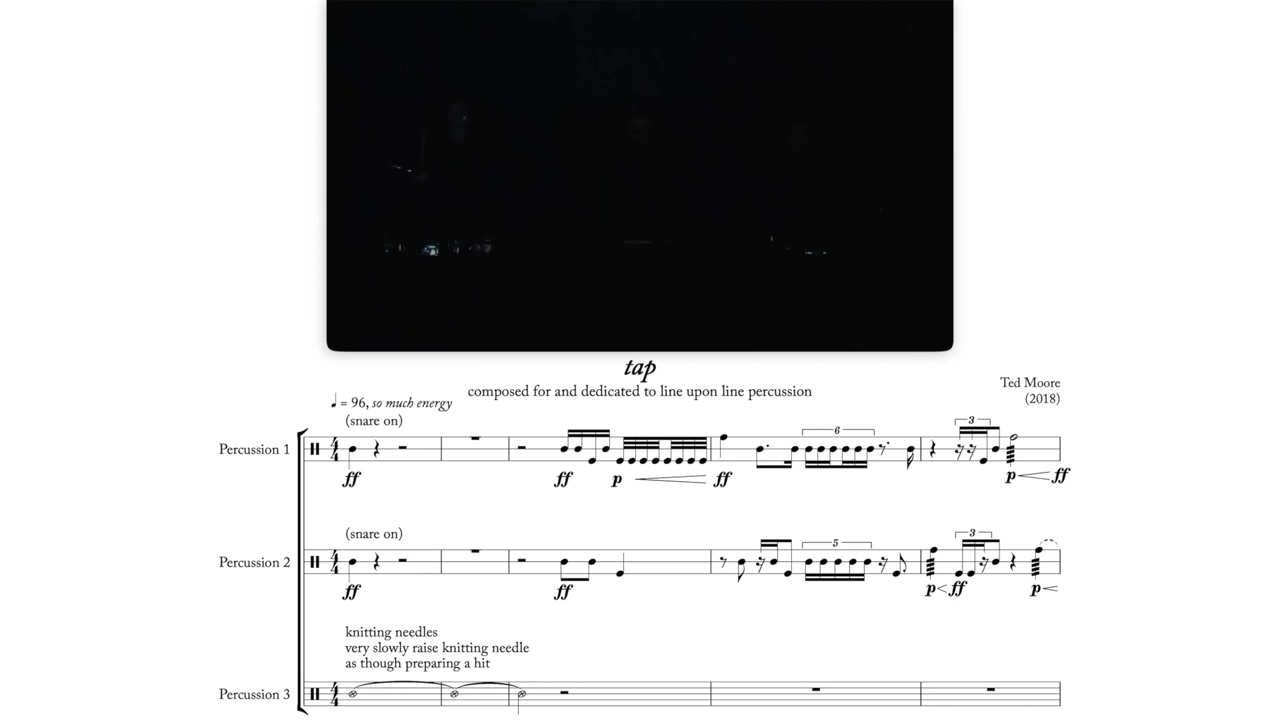 tap
composed for and dedicated to line upon line percussion
Ted Moore
(2018)
♩ = 96, so much energy
(snare on)
Percussion 1
ff ff p ff p ff
6
3
(snare on)
Percussion 2
ff ff p ff p
5
3
knitting needles
very slowly raise knitting needle
as though preparing a hit
Percussion 3